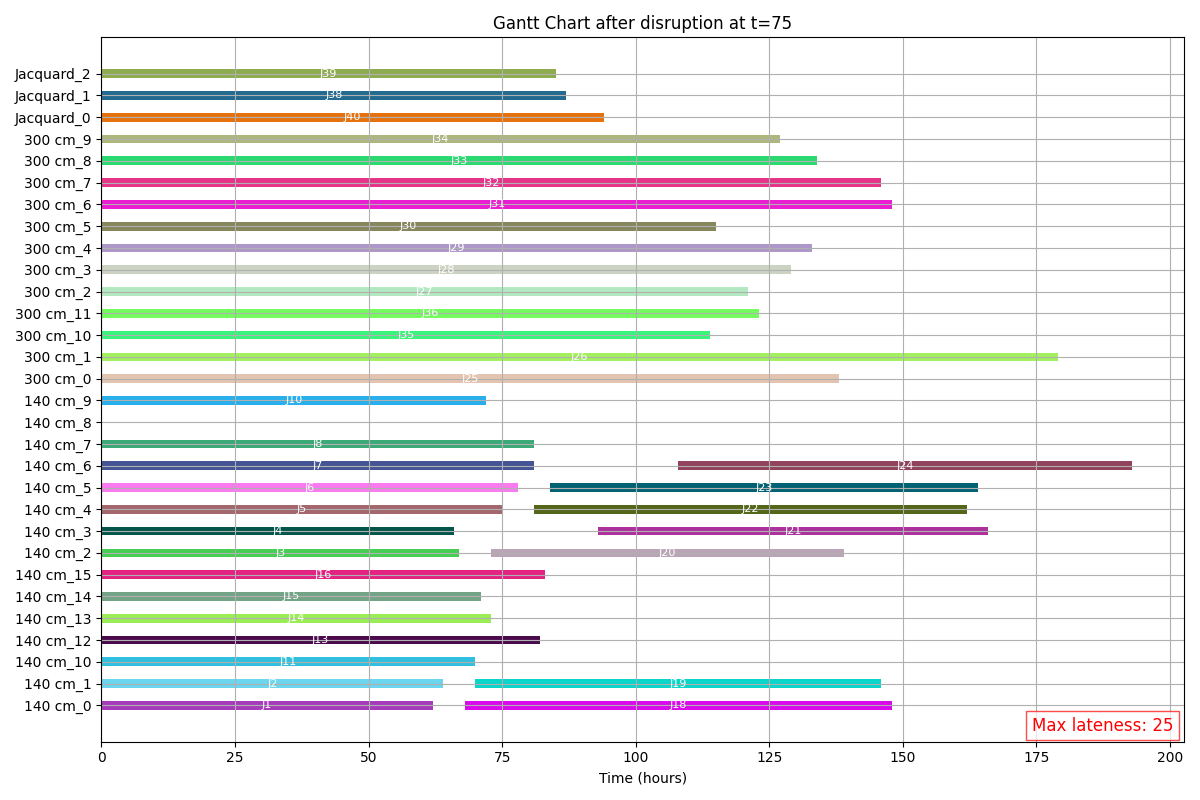 Gantt Chart after disruption at t=75
Jacquard_2 J39
Jacquard_1 J38
Jacquard_0 J40
300 cm_9 J34
300 cm_8 J33
300 cm_7 J32
300 cm_6 J31
300 cm_5 J30
300 cm_4 J29
300 cm_3 J28
300 cm_2 J27
300 cm_11 J36
300 cm_10 J35
300 cm_1 J26
300 cm_0 J25
140 cm_9 J10
140 cm_8
140 cm_7 J8
140 cm_6 J7 J24
140 cm_5 J6 J23
140 cm_4 J5 J22
140 cm_3 J4 J21
140 cm_2 J3 J20
140 cm_15 J16
140 cm_14 J15
140 cm_13 J14
140 cm_12 J13
140 cm_10 J11
140 cm_1 J2 J19
140 cm_0 J1 J18
Max lateness: 25
0 25 50 75 100 125 150 175 200
Time (hours)